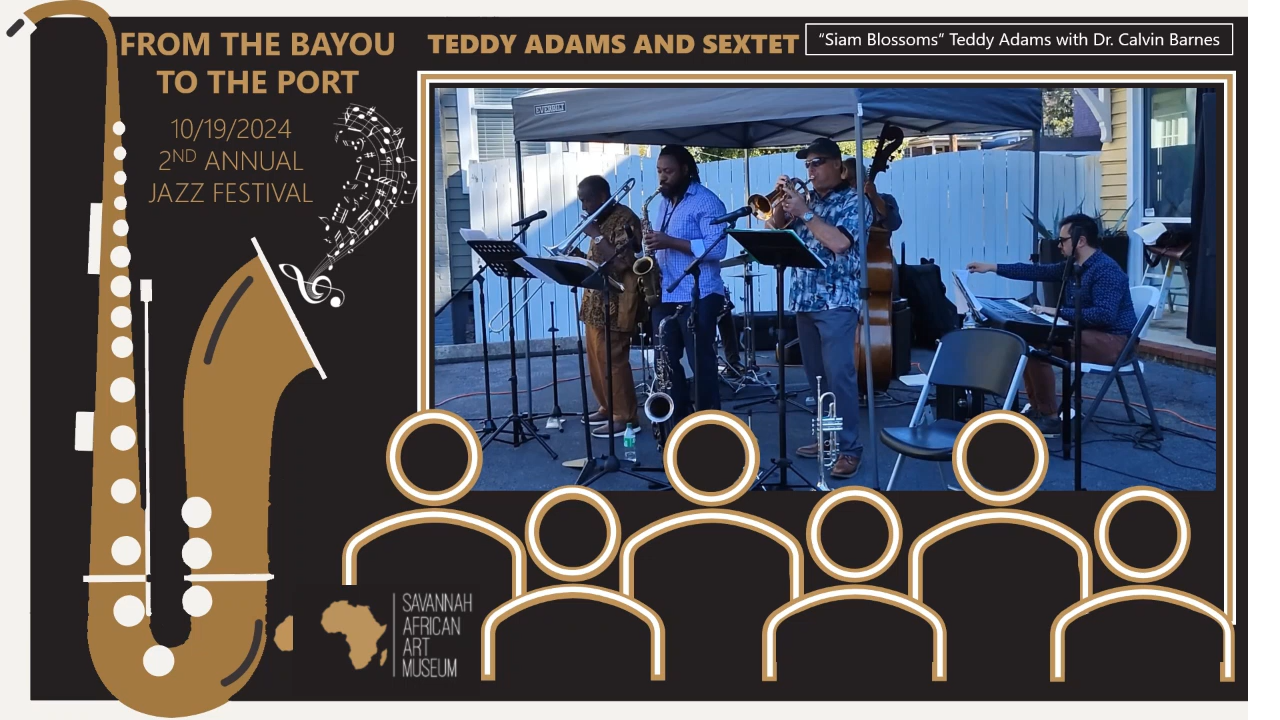 FROM THE BAYOU
TO THE PORT
10/19/2024
2ND ANNUAL
JAZZ FESTIVAL
TEDDY ADAMS AND SEXTET
“Siam Blossoms” Teddy Adams with Dr. Calvin Barnes
EVERBILT
SAVANNAH
AFRICAN
ART
MUSEUM